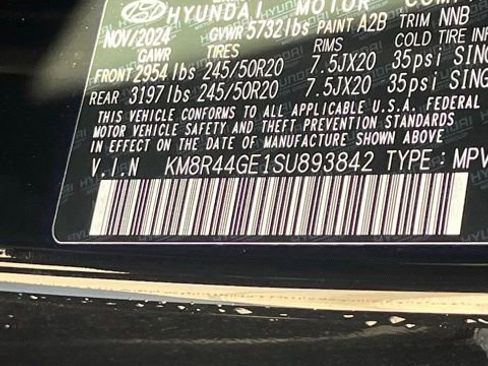 HYUNDAI MOTOR
NOV/2024 GVWR 5732lbs PAINT A2B TRIM NNB
GAWR TIRES RIMS COLD TIRE
FRONT 2954lbs 245/50R20 7.5JX20 35psi
REAR 3197lbs 245/50R20 7.5JX20 35psi
THIS VEHICLE CONFORMS TO ALL APPLICABLE U.S.A. FEDERAL
MOTOR VEHICLE SAFETY AND THEFT PREVENTION STANDARDS
IN EFFECT ON THE DATE OF MANUFACTURE SHOWN ABOVE
V.I.N KM8R44GE1SU893842 TYPE: MPV